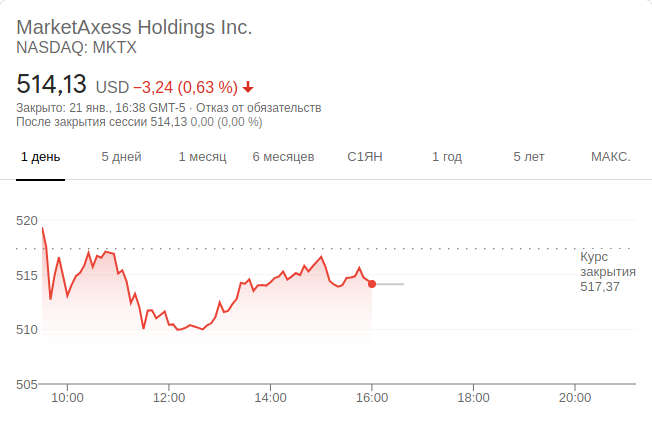 MarketAxess Holdings Inc.
NASDAQ: MKTX
514,13 USD −3,24 (0,63 %)
Закрыто: 21 янв., 16:38 GMT-5 · Отказ от обязательств
После закрытия сессии 514,13 0,00 (0,00 %)
1 день 5 дней 1 месяц 6 месяцев С1ЯН 1 год 5 лет МАКС.
520
Курс
закрытия
517,37
515
510
505
10:00 12:00 14:00 16:00 18:00 20:00